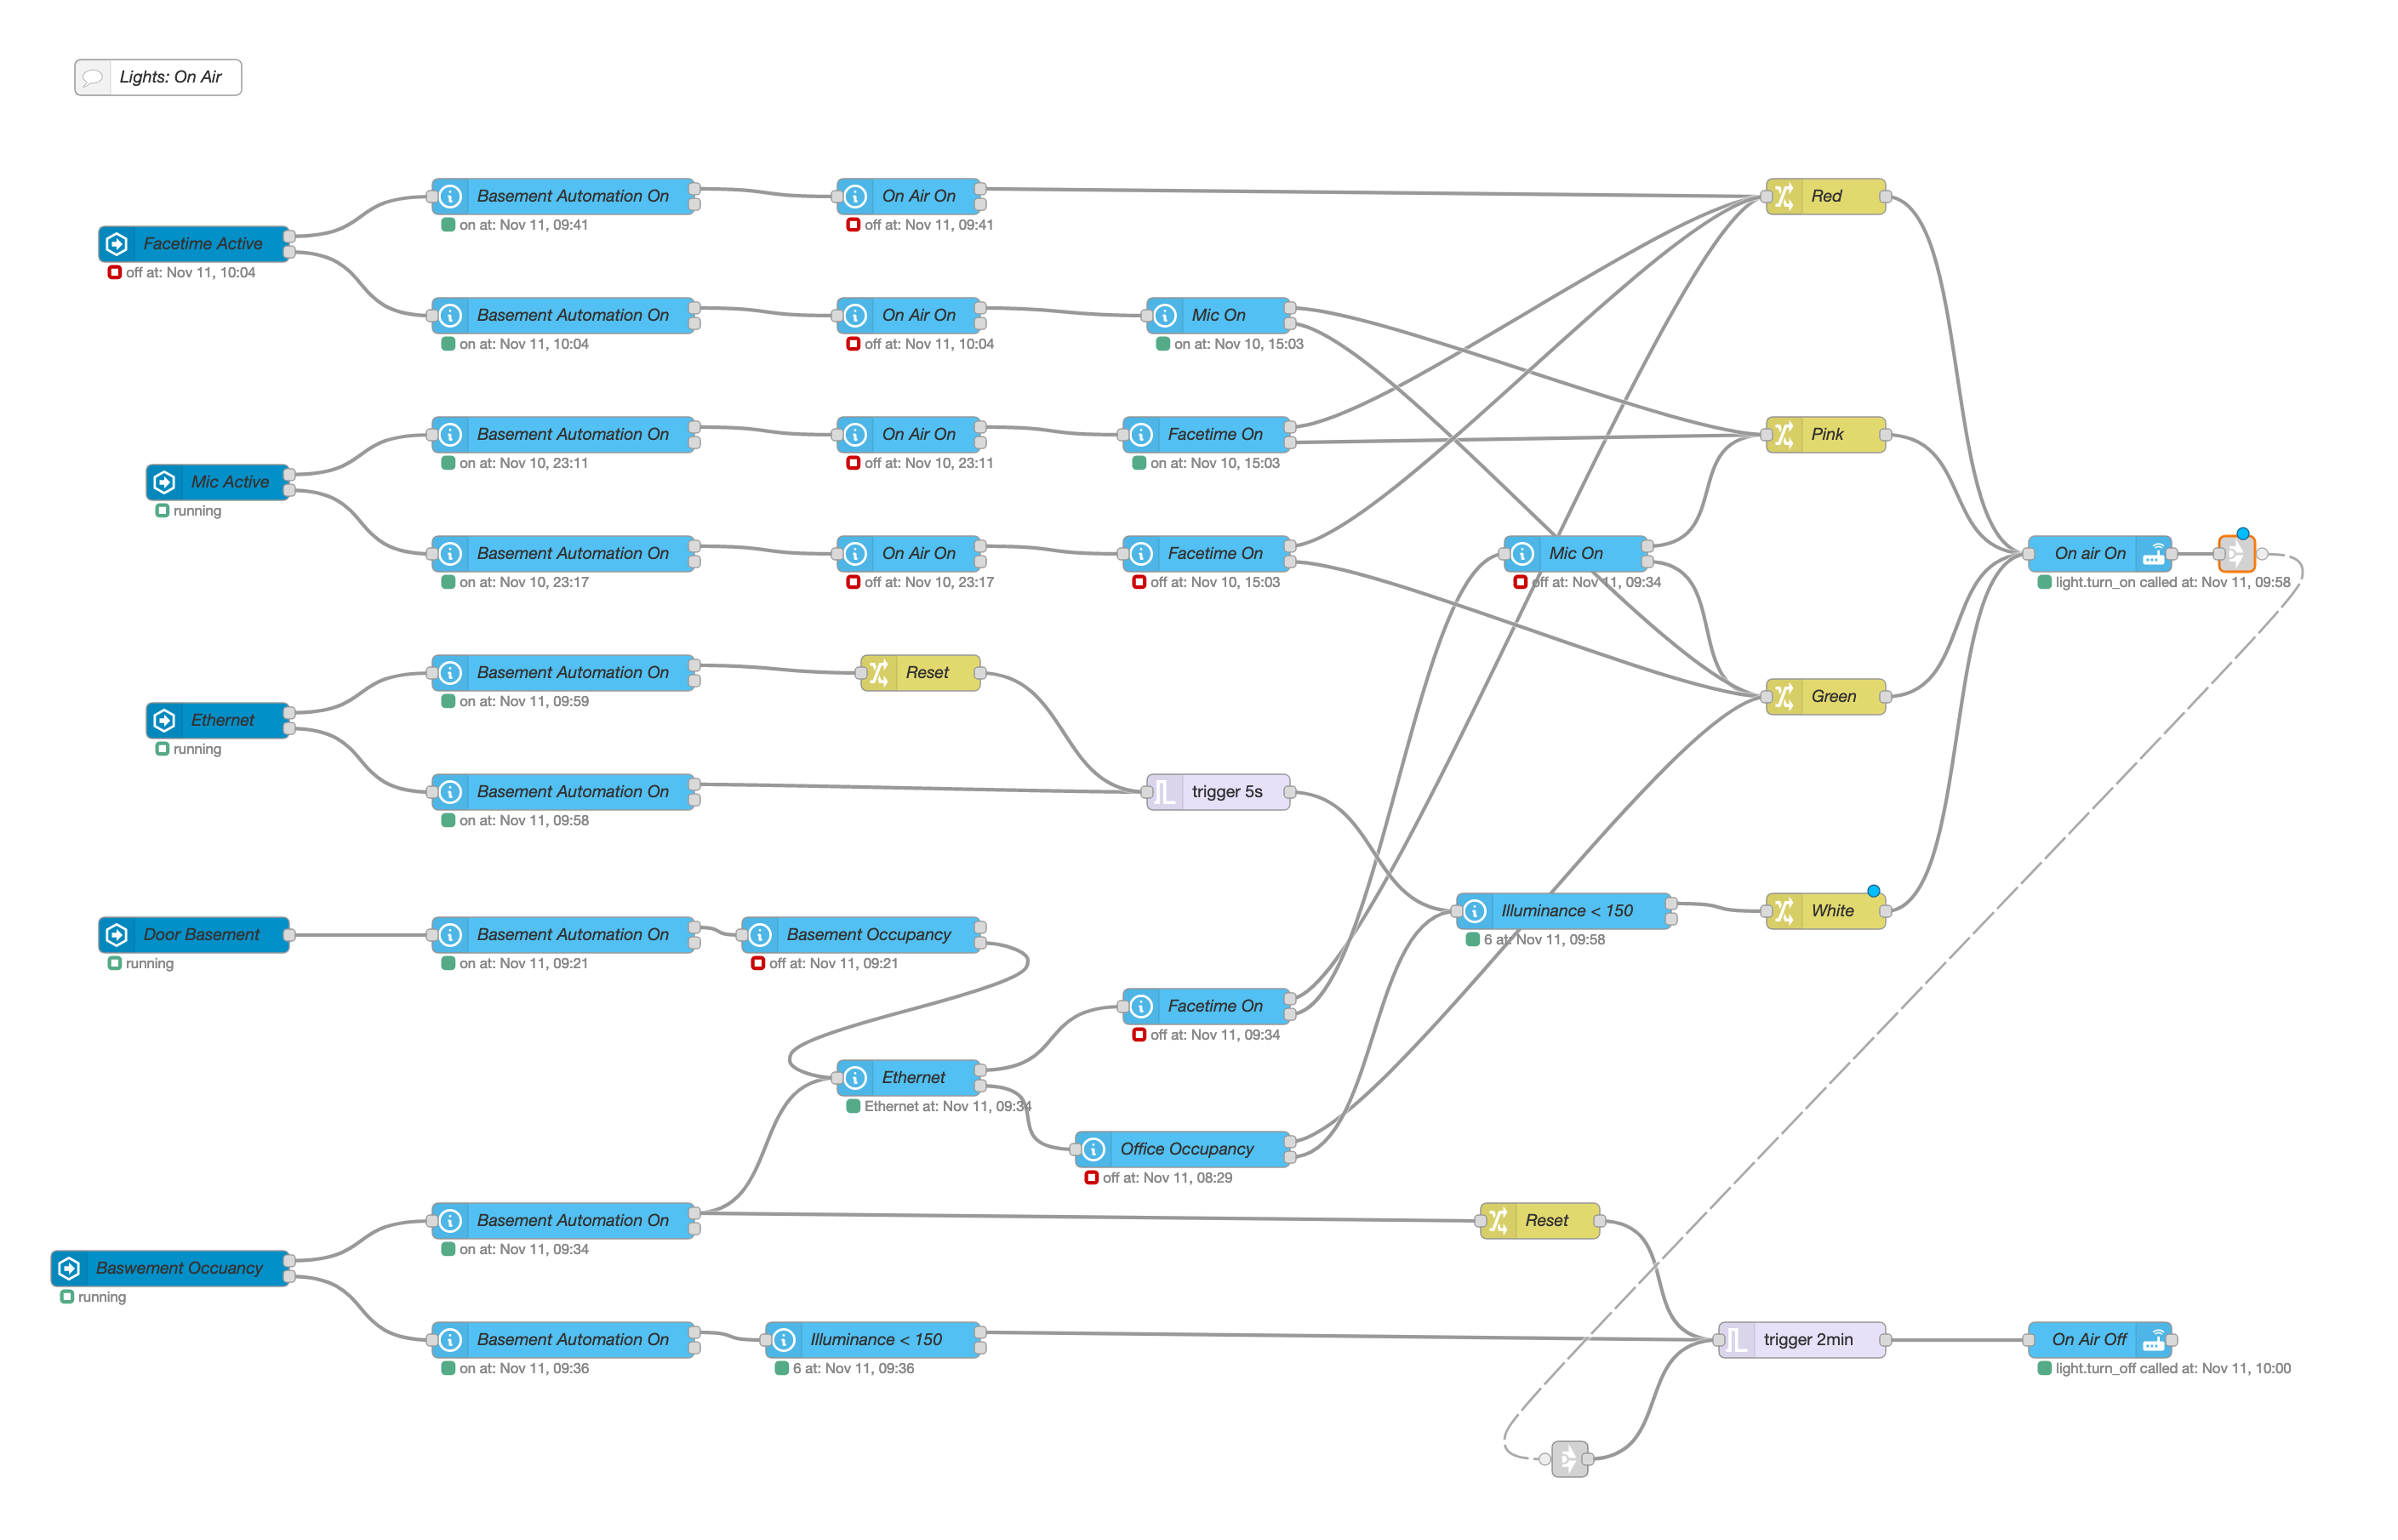 Lights: On Air
Basement Automation On
on at: Nov 11, 09:41
On Air On
off at: Nov 11, 09:41
Red
Facetime Active
off at: Nov 11, 10:04
Basement Automation On
on at: Nov 11, 10:04
On Air On
off at: Nov 11, 10:04
Mic On
on at: Nov 10, 15:03
Basement Automation On
on at: Nov 10, 23:11
On Air On
off at: Nov 10, 23:11
Facetime On
on at: Nov 10, 15:03
Pink
Mic Active
running
Basement Automation On
on at: Nov 10, 23:17
On Air On
off at: Nov 10, 23:17
Facetime On
off at: Nov 10, 15:03
Mic On
off at: Nov 11, 09:34
On air On
light.turn_on called at: Nov 11, 09:58
Basement Automation On
on at: Nov 11, 09:59
Reset
Green
Ethernet
running
Basement Automation On
on at: Nov 11, 09:58
trigger 5s
Illuminance < 150
6 at: Nov 11, 09:58
White
Door Basement
running
Basement Automation On
on at: Nov 11, 09:21
Basement Occupancy
off at: Nov 11, 09:21
Facetime On
off at: Nov 11, 09:34
Ethernet
Ethernet at: Nov 11, 09:34
Office Occupancy
off at: Nov 11, 08:29
Basement Automation On
on at: Nov 11, 09:34
Reset
Baswement Occuancy
running
Basement Automation On
on at: Nov 11, 09:36
Illuminance < 150
6 at: Nov 11, 09:36
trigger 2min
On Air Off
light.turn_off called at: Nov 11, 10:00